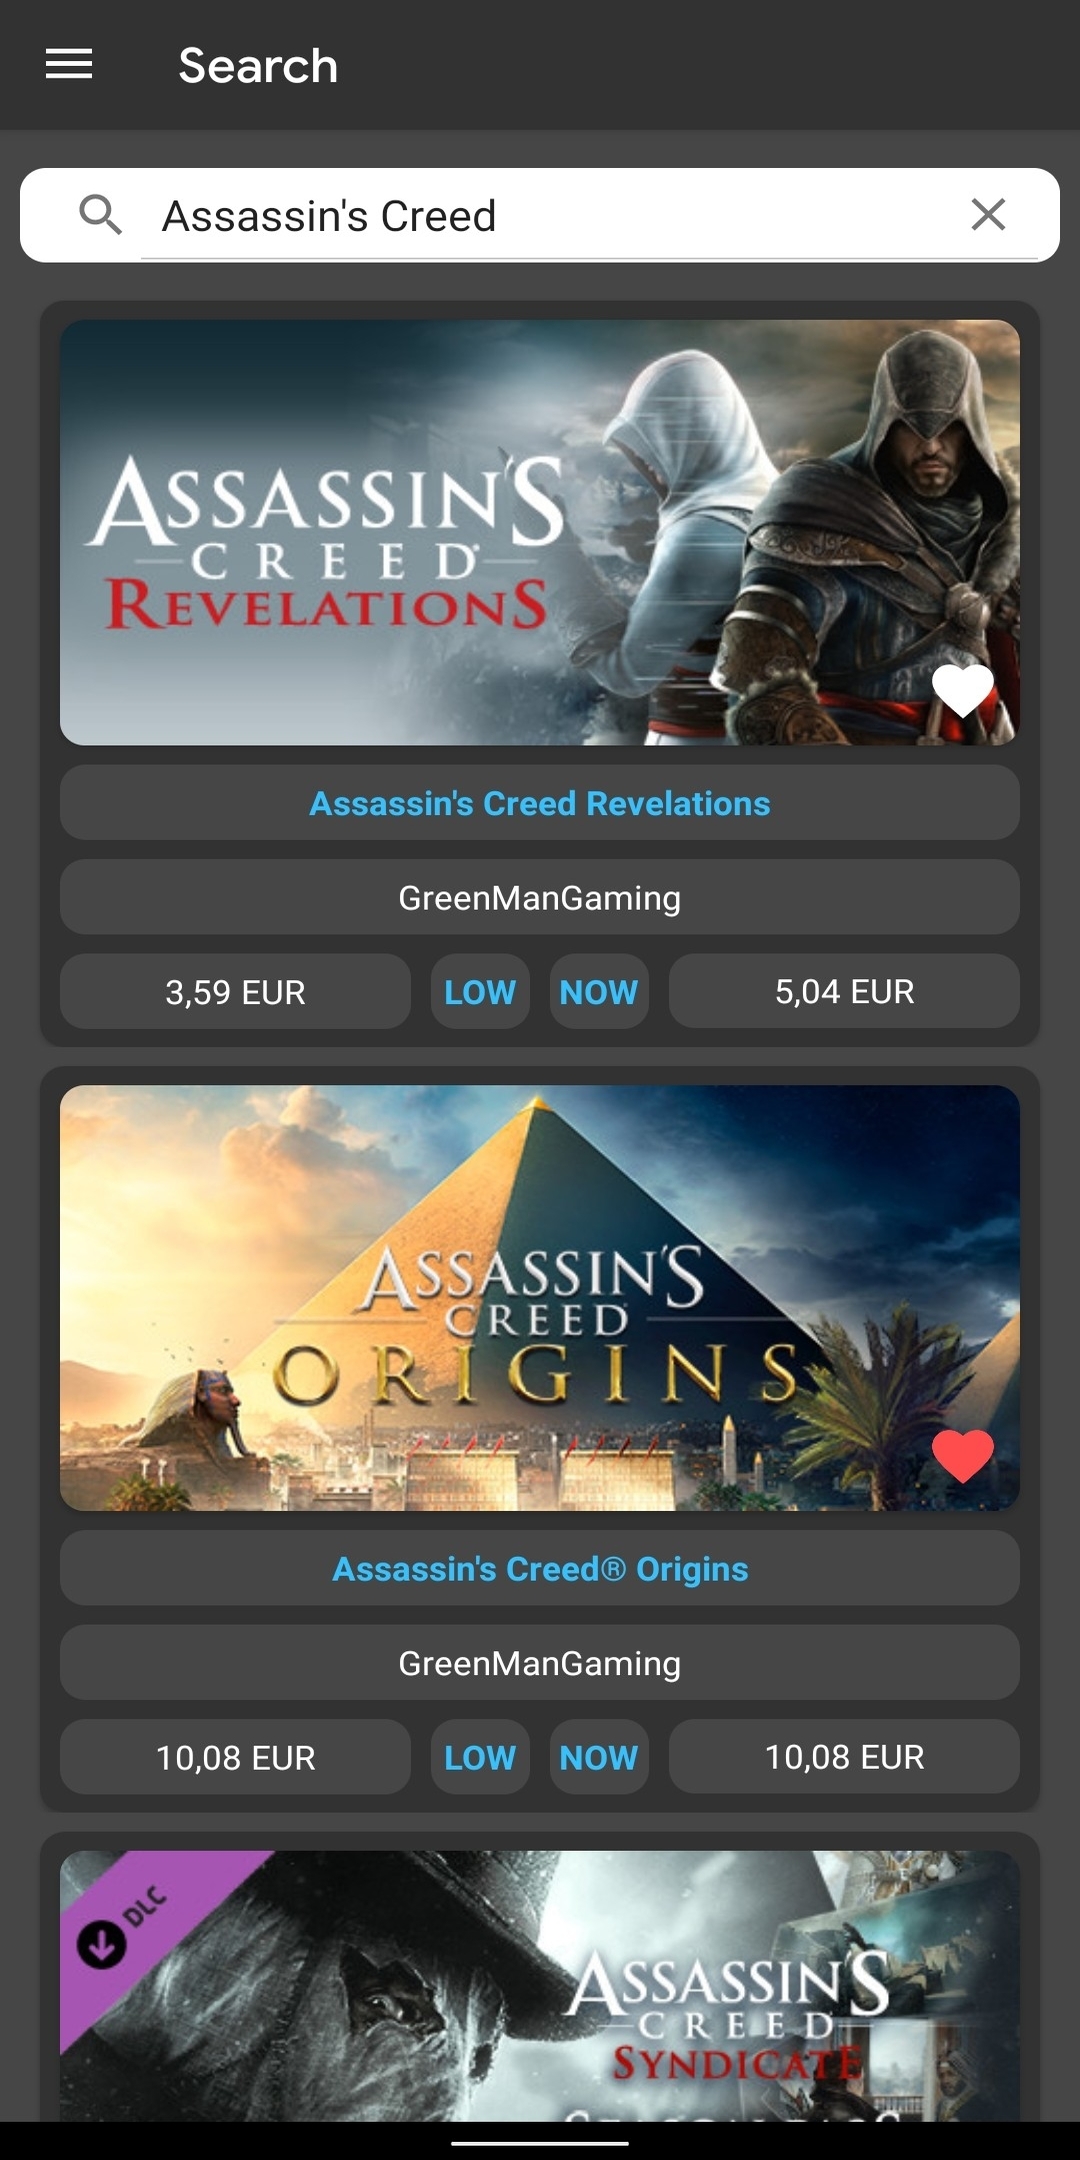 Search
Assassin's Creed
ASSASSIN'S
CREED
REVELATIONS
Assassin's Creed Revelations
GreenManGaming
3,59 EUR LOW NOW 5,04 EUR
ASSASSIN'S
CREED
ORIGINS
Assassin's Creed® Origins
GreenManGaming
10,08 EUR LOW NOW 10,08 EUR
DLC
ASSASSIN'S
CREED
SYNDICATE